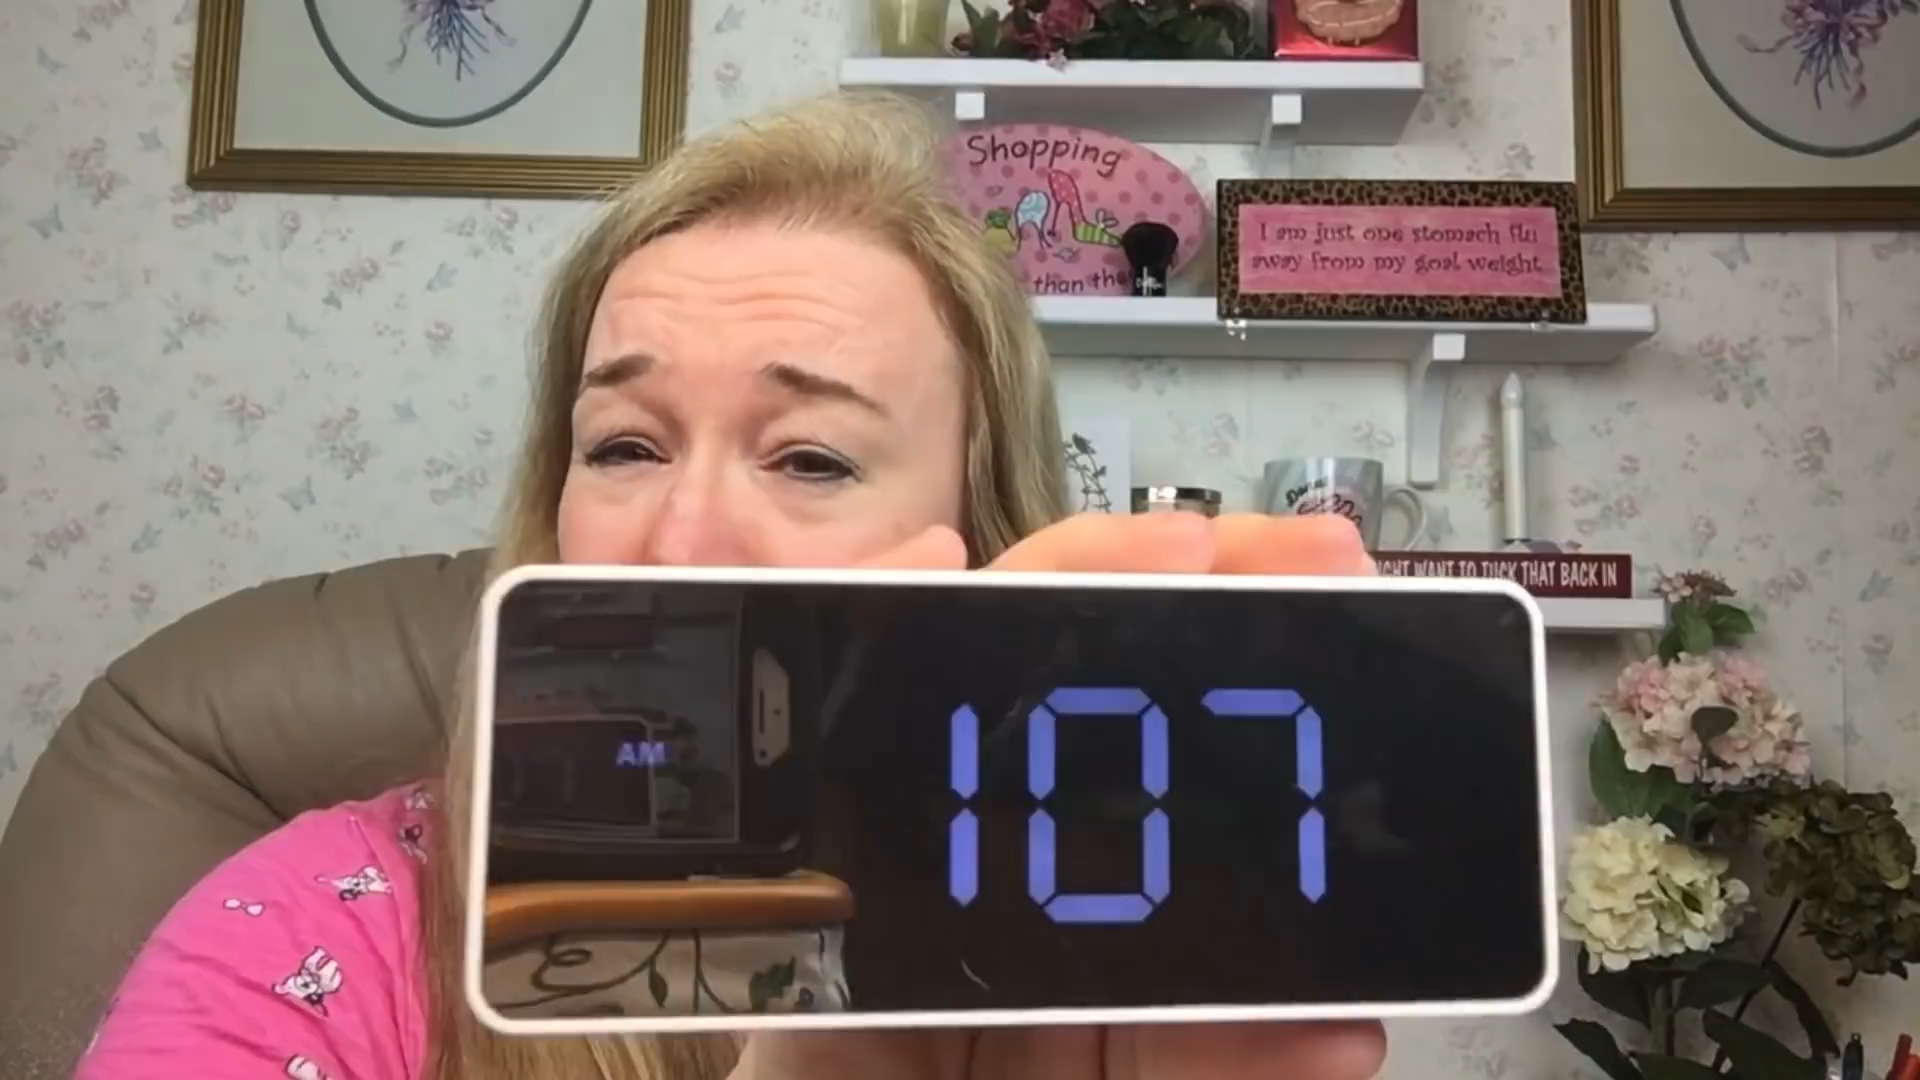 Shopping
than the
I am just one stomach flu
away from my goal weight
WANT TO TUCK THAT BACK IN
AM
107